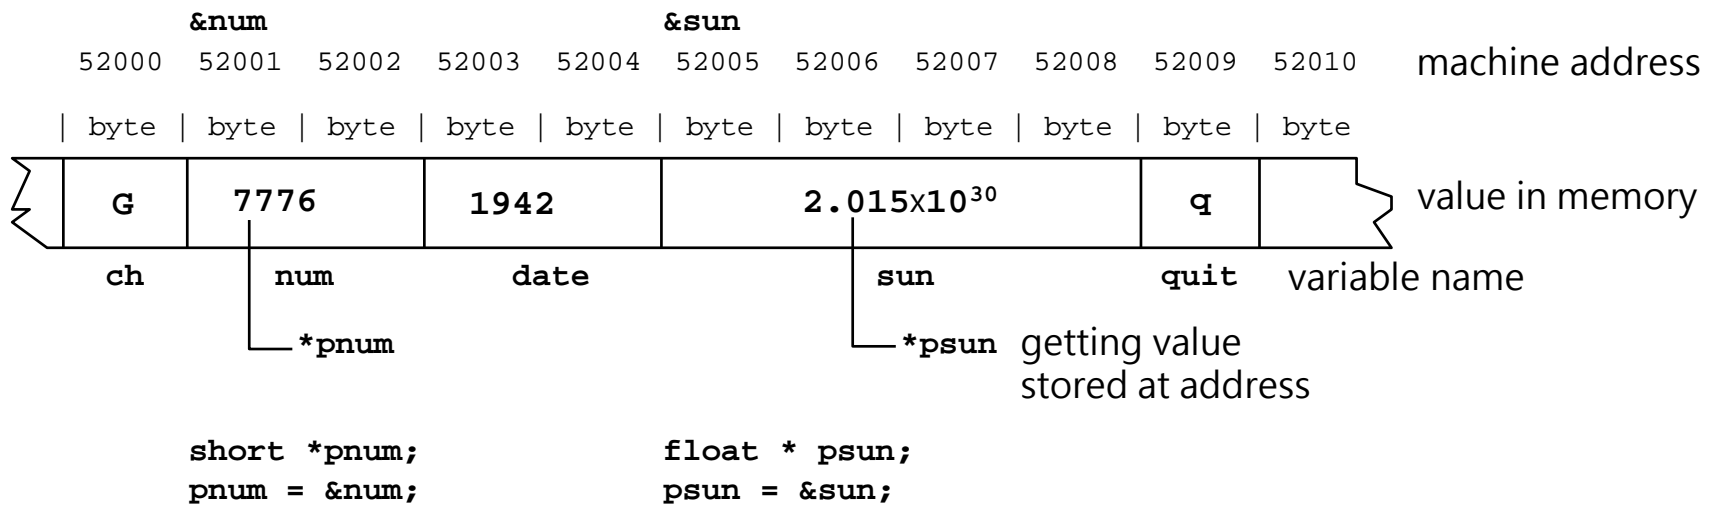 &num &sun
52000 52001 52002 52003 52004 52005 52006 52007 52008 52009 52010 machine address
| byte | byte | byte | byte | byte | byte | byte | byte | byte | byte | byte
G 7776 1942 2.015x10³⁰ q value in memory
ch num date sun quit variable name
*pnum *psun getting value
stored at address
short *pnum; float * psun;
pnum = &num; psun = &sun;